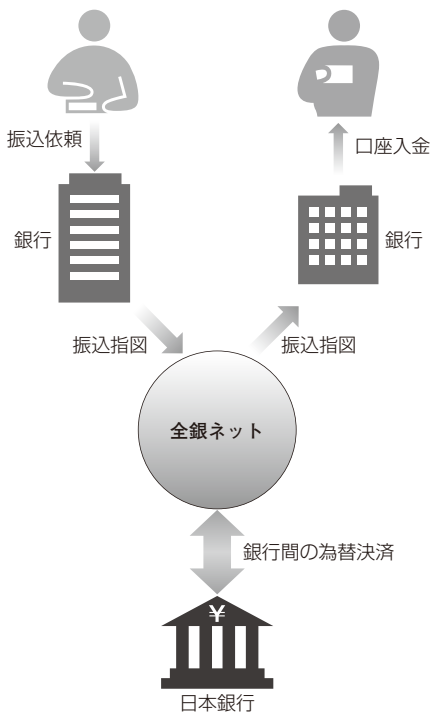 振込依頼
口座入金
銀行
銀行
振込指図
振込指図
全銀ネット
銀行間の為替決済
¥
日本銀行